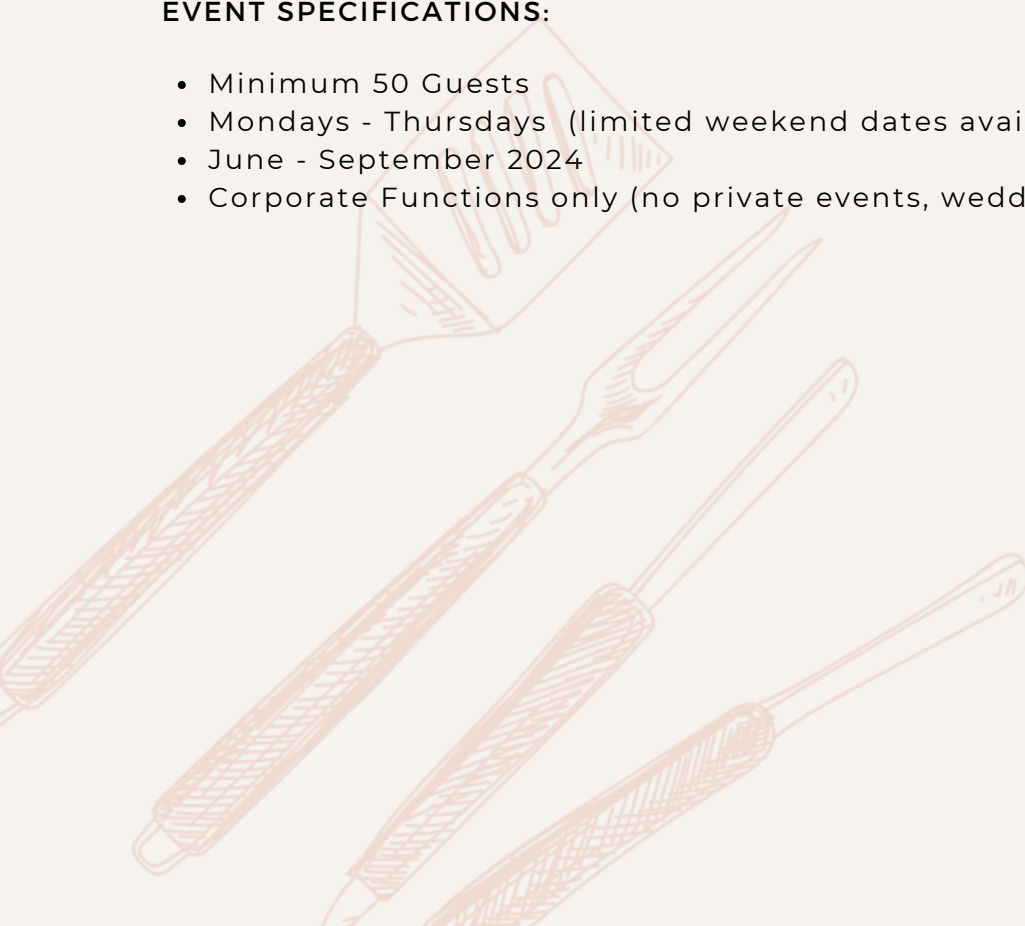 EVENT SPECIFICATIONS:
Minimum 50 Guests
Mondays - Thursdays (limited weekend dates avai
June - September 2024
Corporate Functions only (no private events, wedd